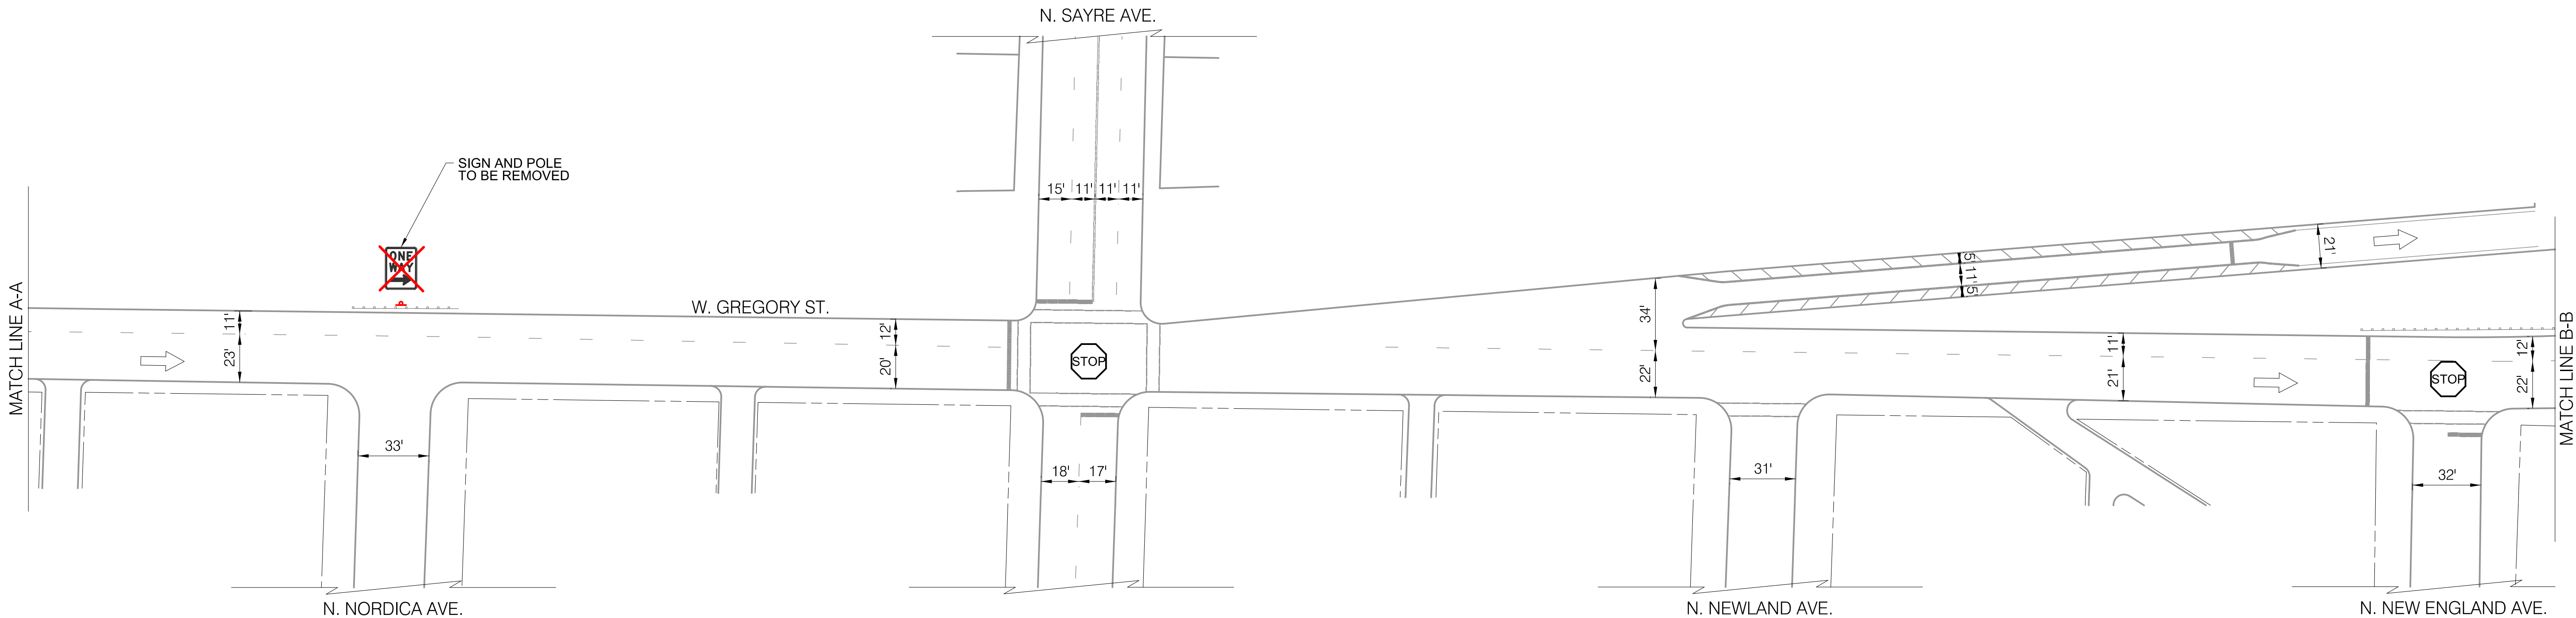 N. SAYRE AVE.
SIGN AND POLE
TO BE REMOVED
ONE
WAY
15' 11' 11' 11'
MATCH LINE A-A
W. GREGORY ST.
11'
23'
12'
20'
STOP
34'
22'
5' 11' 5'
21'
11'
21'
STOP
12'
22'
MATCH LINE B-B
33'
18' 17'
31'
32'
N. NORDICA AVE.
N. NEWLAND AVE.
N. NEW ENGLAND AVE.